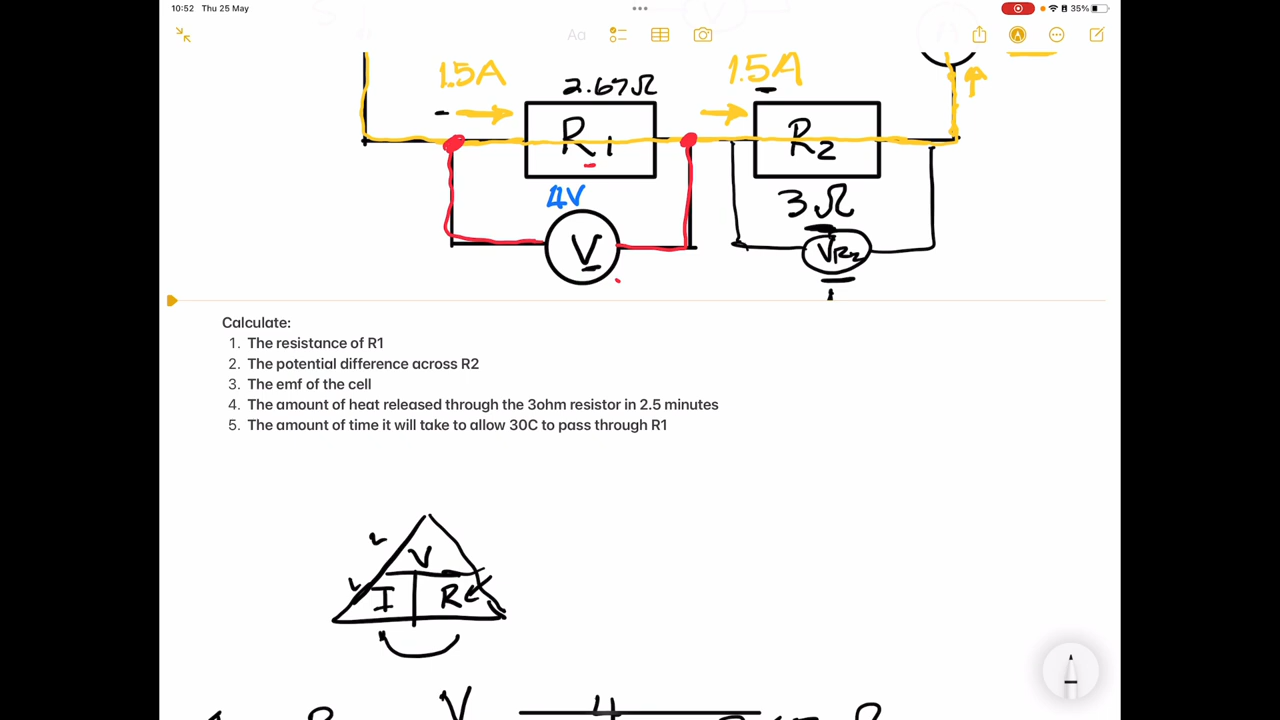 10:52 Thu 25 May
35%
Aa
1.5A
2.67Ω
1.5A
R1
R2
4V
3Ω
V
VR2
Calculate:
1. The resistance of R1
2. The potential difference across R2
3. The emf of the cell
4. The amount of heat released through the 3ohm resistor in 2.5 minutes
5. The amount of time it will take to allow 30C to pass through R1
V
I R
V 4